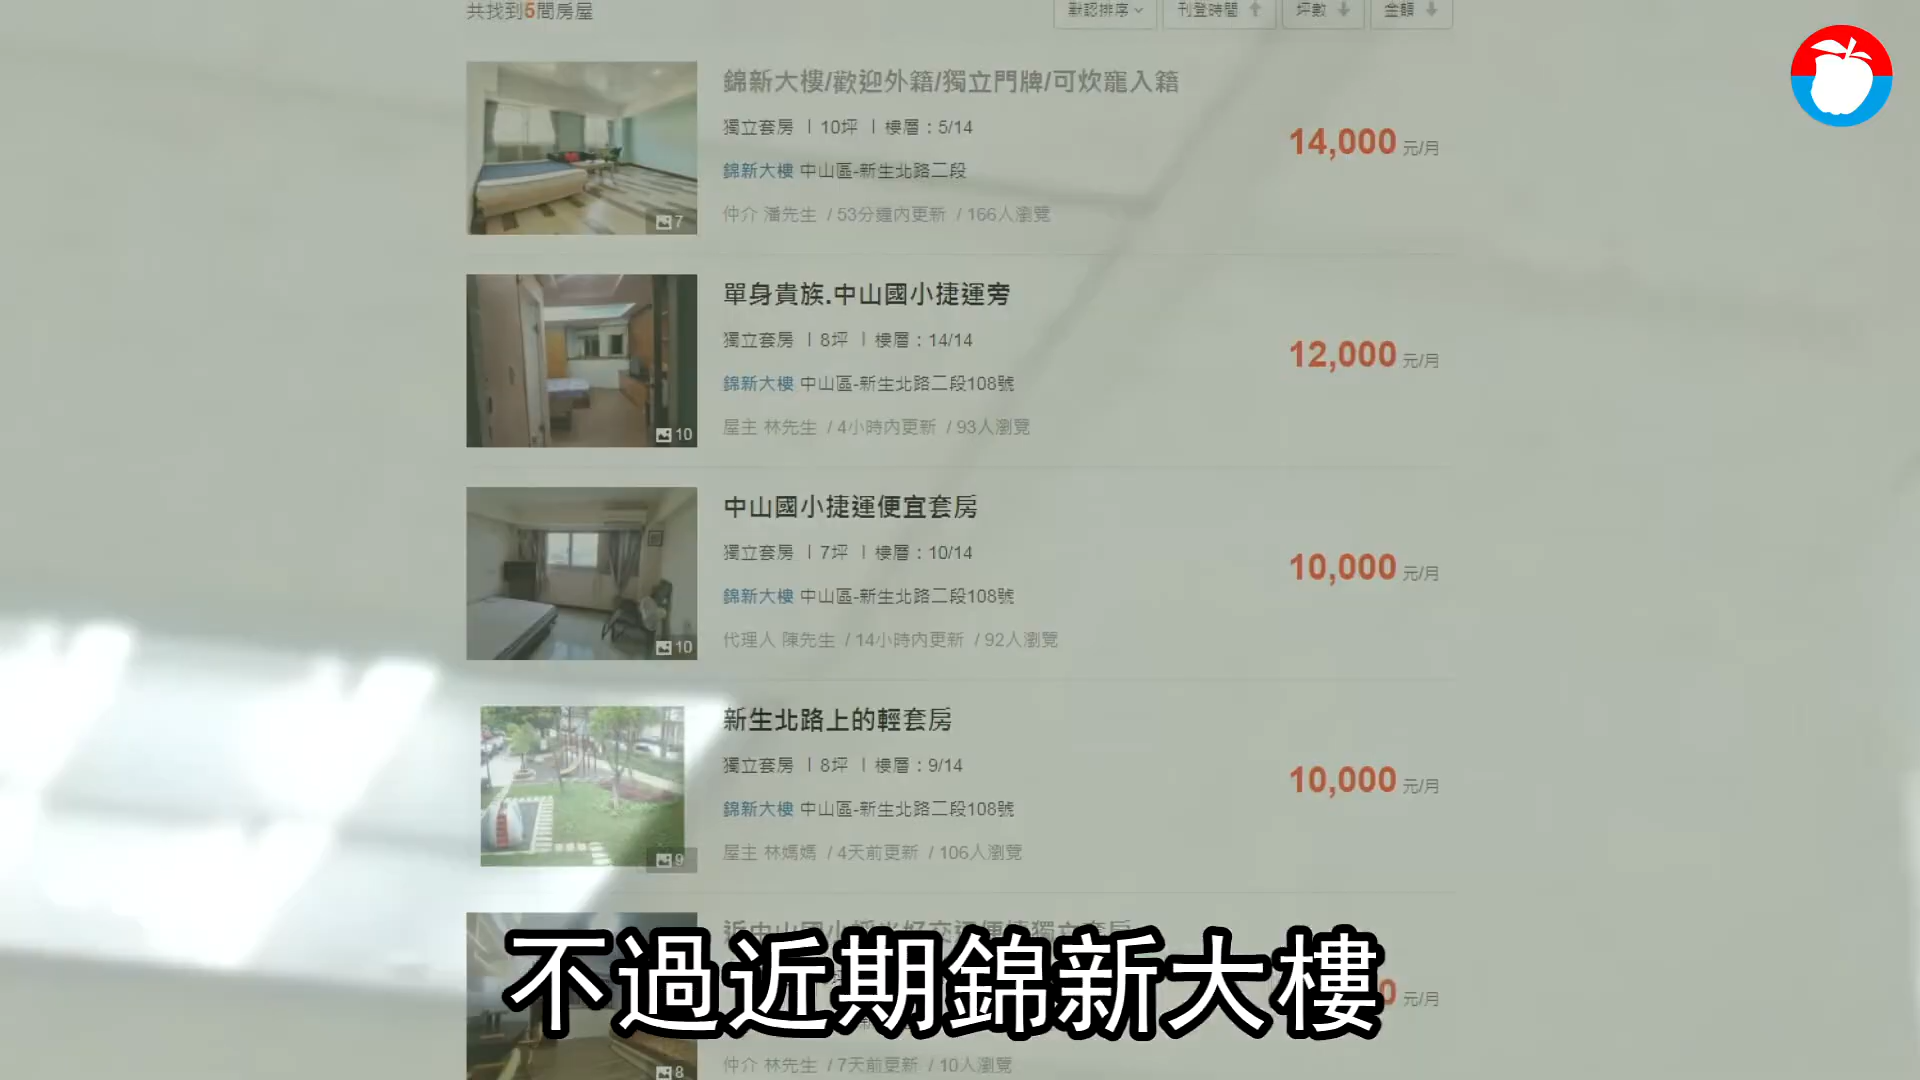 共找到5間房屋
默認排序 刊登時間 坪數 金額
錦新大樓/歡迎外籍/獨立門牌/可炊寵入籍
獨立套房 | 10坪 | 樓層：5/14
錦新大樓 中山區-新生北路二段
仲介 潘先生 / 53分鐘內更新 / 166人瀏覽
14,000 元/月
7
單身貴族.中山國小捷運旁
獨立套房 | 8坪 | 樓層：14/14
錦新大樓 中山區-新生北路二段108號
屋主 林先生 / 4小時內更新 / 93人瀏覽
12,000 元/月
10
中山國小捷運便宜套房
獨立套房 | 7坪 | 樓層：10/14
錦新大樓 中山區-新生北路二段108號
代理人 陳先生 / 14小時內更新 / 92人瀏覽
10,000 元/月
10
新生北路上的輕套房
獨立套房 | 8坪 | 樓層：9/14
錦新大樓 中山區-新生北路二段108號
屋主 林媽媽 / 4天前更新 / 106人瀏覽
10,000 元/月
9
元/月
不過近期錦新大樓
仲介 林先生 / 7天前更新 / 10人瀏覽
8